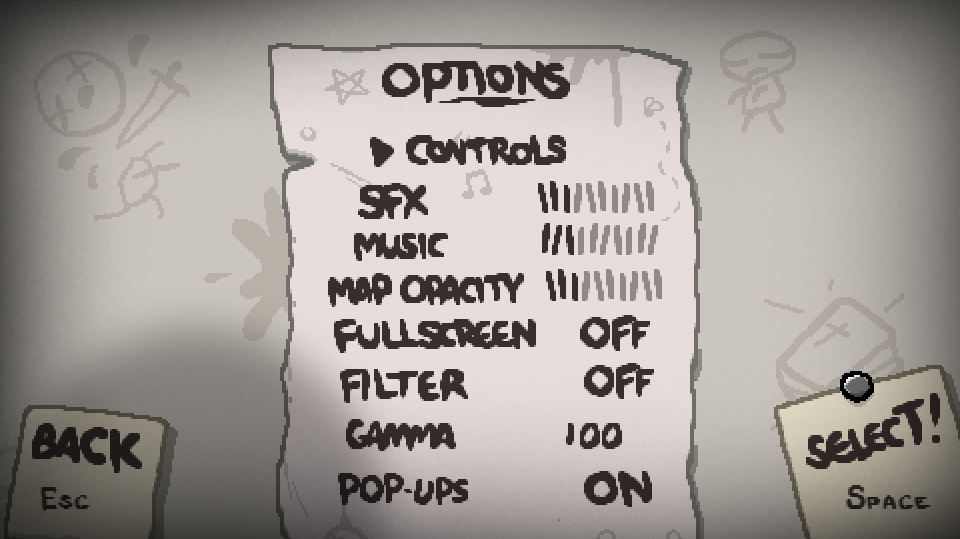 OPTIONS
CONTROLS
SFX
MUSIC
MAP OPACITY
FULLSCREEN OFF
FILTER OFF
GAMMA 100
POP-UPS ON
BACK
ESC
SELECT!
SPACE